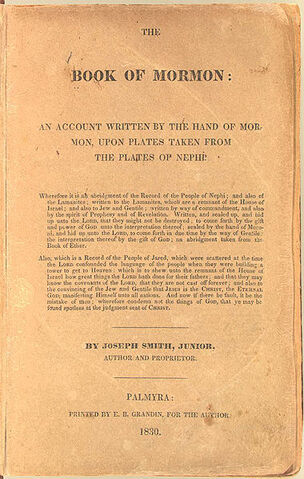 THE
BOOK OF MORMON:
AN ACCOUNT WRITTEN BY THE HAND OF MOR-
MON, UPON PLATES TAKEN FROM
THE PLATES OF NEPHI.
Wherefore it is an abridgment of the Record of the People of Nephi; and also of
the Lamanites; written to the Lamanites, which are a remnant of the House of
Israel; and also to Jew and Gentile; written by way of commandment, and also
by the spirit of Prophesy and of Revelation. Written, and sealed up, and hid
up unto the LORD, that they might not be destroyed; to come forth by the gift
and power of GOD unto the interpretation thereof; sealed by the hand of Moro-
ni, and hid up unto the LORD, to come forth in due time by the way of Gentile;
the interpretation thereof by the gift of GOD; an abridgment taken from the
Book of Ether.
Also, which is a Record of the People of Jared, which were scattered at the time
the LORD confounded the language of the people when they were building a
tower to get to Heaven: which is to shew unto the remnant of the House of
Israel how great things the LORD hath done for their fathers; and that they may
know the covenants of the LORD, that they are not cast off forever; and also to
the convincing of the Jew and Gentile that JESUS is the CHRIST, the ETERNAL
GOD, manifesting Himself unto all nations. And now if there be fault, it be the
mistake of men; wherefore condemn not the things of GOD, that ye may be
found spotless at the judgment seat of CHRIST.
BY JOSEPH SMITH, JUNIOR,
AUTHOR AND PROPRIETOR.
PALMYRA:
PRINTED BY E. B. GRANDIN, FOR THE AUTHOR.
1830.